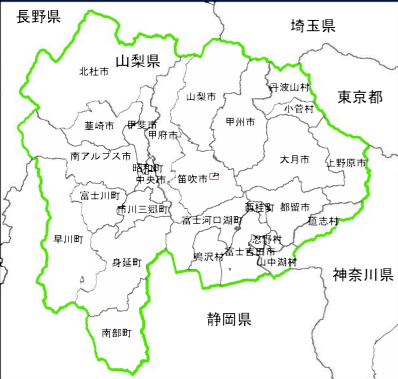 長野県
埼玉県
山梨県
北杜市
丹波山村
山梨市
東京都
小菅村
甲州市
韮崎市
甲斐市
甲府市
南アルプス市
大月市
上野原市
昭和町
中央市
笛吹市
富士川町
市川三郷町
西桂町
都留市
富士河口湖町
道志村
早川町
忍野村
富士吉田市
鳴沢村
身延町
山中湖村
神奈川県
静岡県
南部町